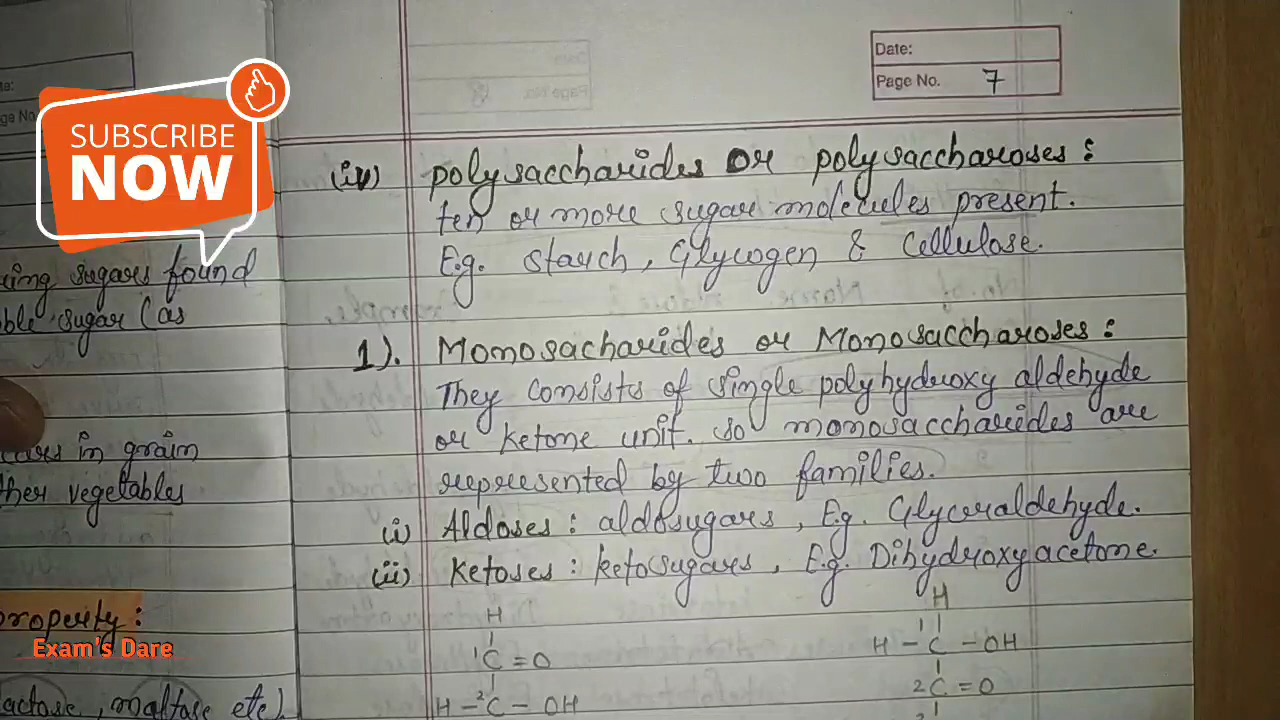 Date:
Page No. 7
SUBSCRIBE
NOW
found
sugars
sugar (as
in grain
vegetables
Exam's Dare
maltose etc).
(iv) polysaccharides or polysaccharoses:
ten or more sugar molecules present.
E.g. starch, Glycogen & Cellulose.
1). Monosacharides or Monosaccharoses:
They consists of single polyhydroxy aldehyde
or ketone unit. so monosaccharides are
represented by two families.
(i) Aldoses: aldosugars, E.g. Glyceraldehyde.
(ii) Ketoses: ketosugars, E.g. Dihydroxyacetone.
H
1C=O
H-2C-OH
H
H-1C-OH
2C=O